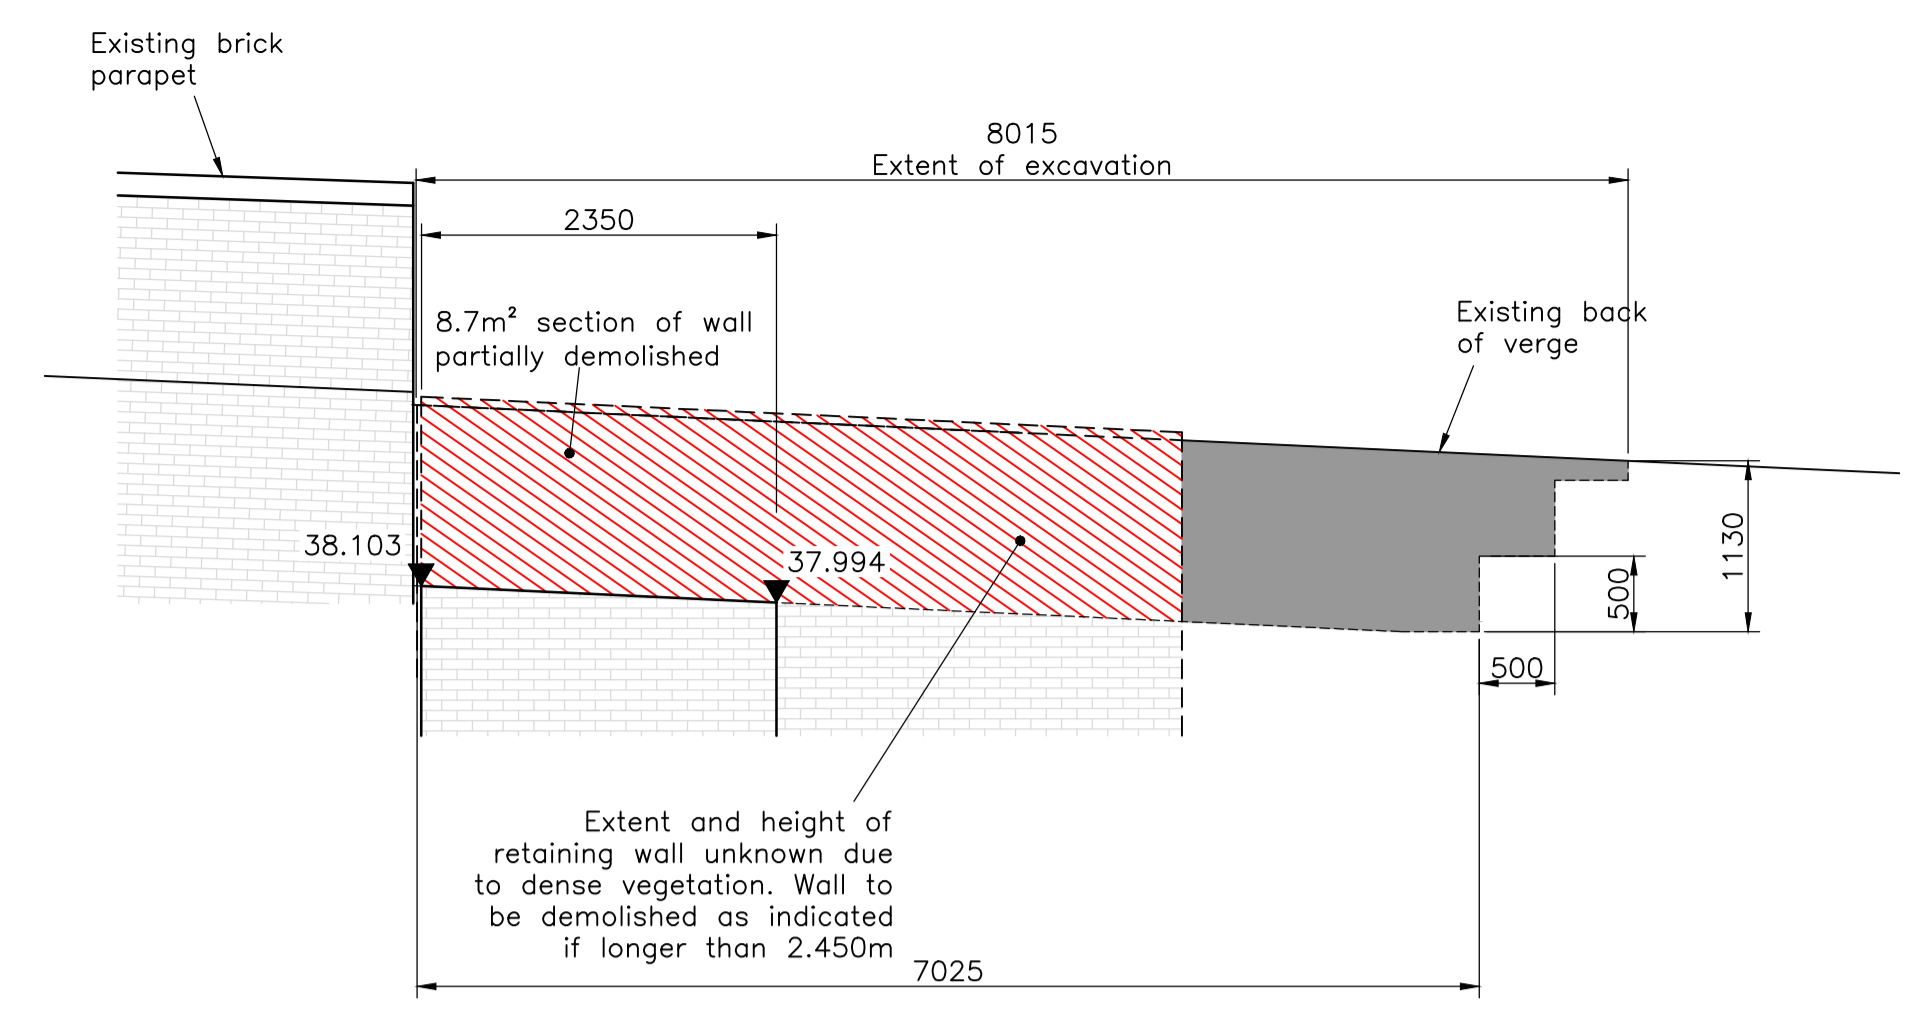 Existing brick
parapet
8015
Extent of excavation
2350
8.7m² section of wall
partially demolished
Existing back
of verge
38.103
37.994
1130
500
500
Extent and height of
retaining wall unknown due
to dense vegetation. Wall to
be demolished as indicated
if longer than 2.450m
7025